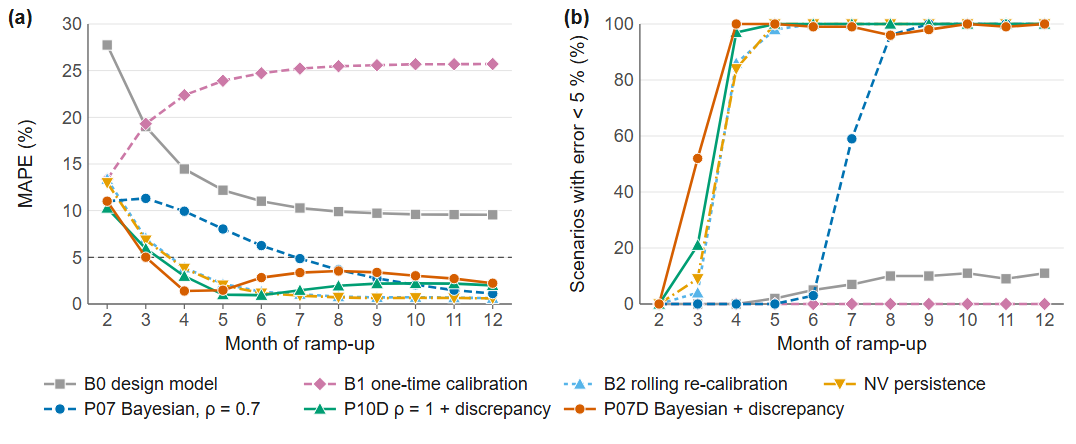 (a)
MAPE (%)
30
25
20
15
10
5
0
2 3 4 5 6 7 8 9 10 11 12
Month of ramp-up
(b)
Scenarios with error < 5 % (%)
100
80
60
40
20
0
2 3 4 5 6 7 8 9 10 11 12
Month of ramp-up
B0 design model
B1 one-time calibration
B2 rolling re-calibration
NV persistence
P07 Bayesian, ρ = 0.7
P10D ρ = 1 + discrepancy
P07D Bayesian + discrepancy